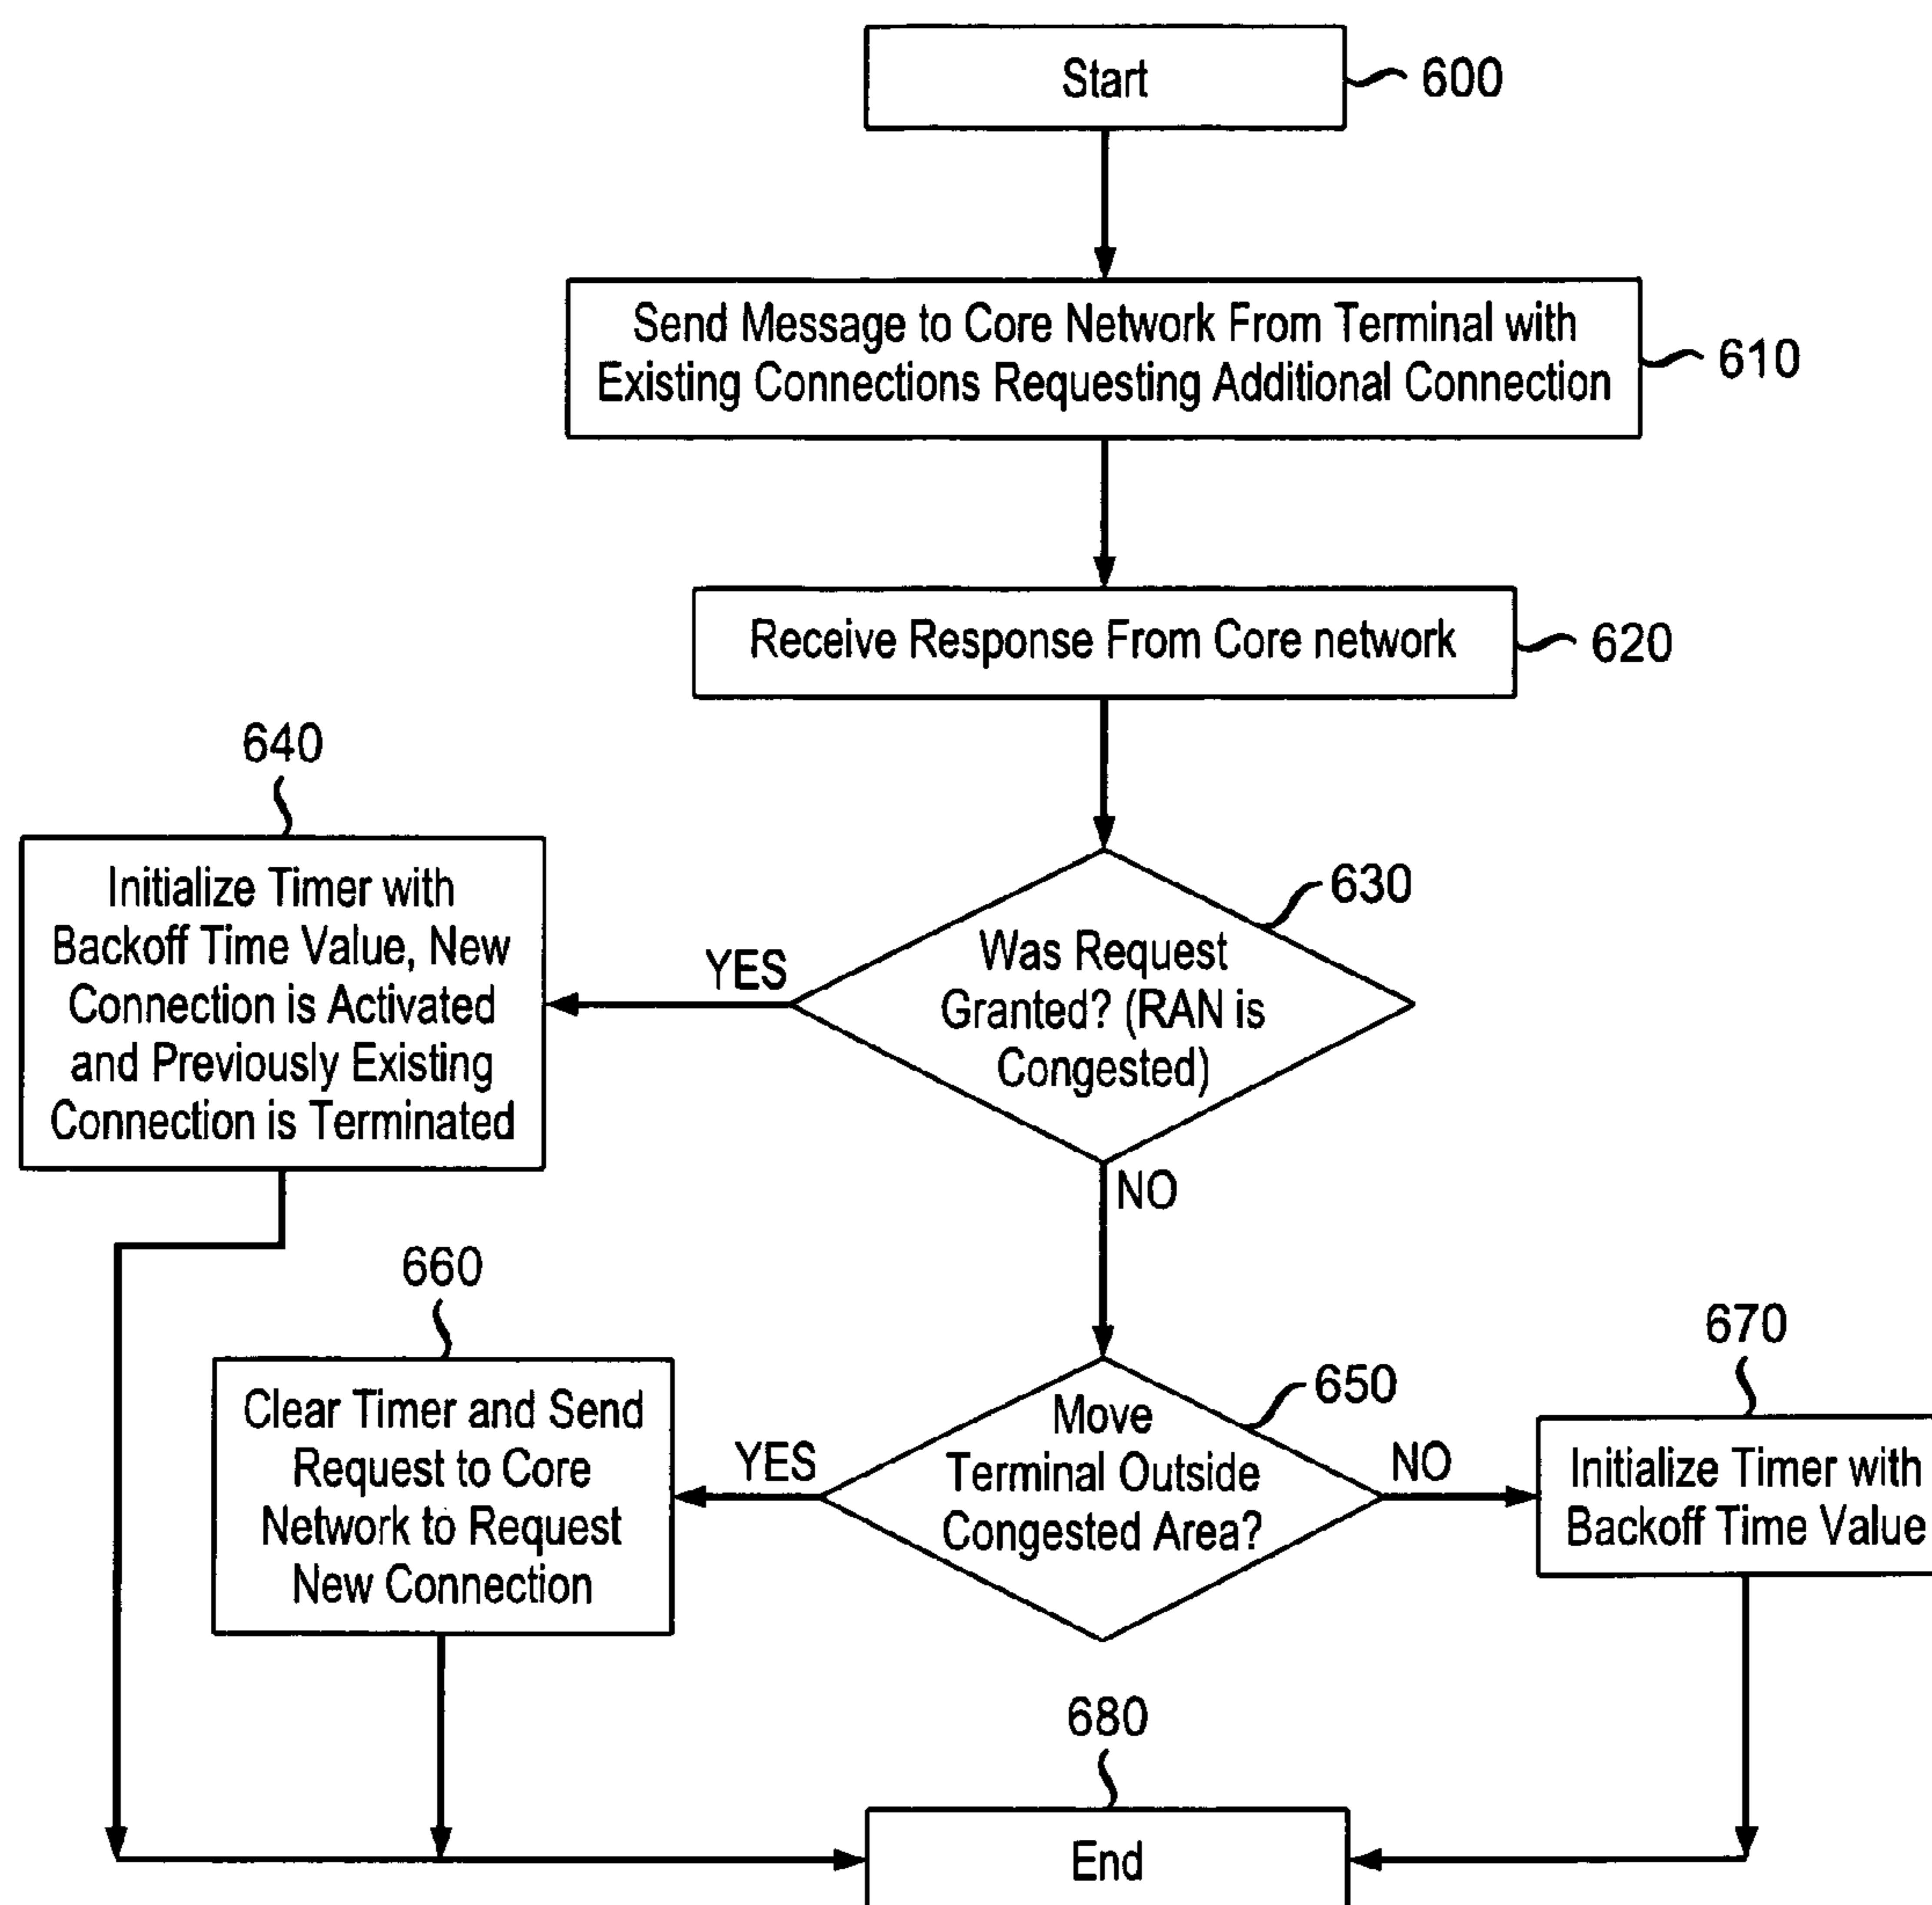 Start
600
Send Message to Core Network From Terminal with
Existing Connections Requesting Additional Connection
610
Receive Response From Core network
620
640
Initialize Timer with
Backoff Time Value, New
Connection is Activated
and Previously Existing
Connection is Terminated
YES
630
Was Request
Granted? (RAN is
Congested)
NO
660
Clear Timer and Send
Request to Core
Network to Request
New Connection
YES
650
Move
Terminal Outside
Congested Area?
NO
670
Initialize Timer with
Backoff Time Value
680
End